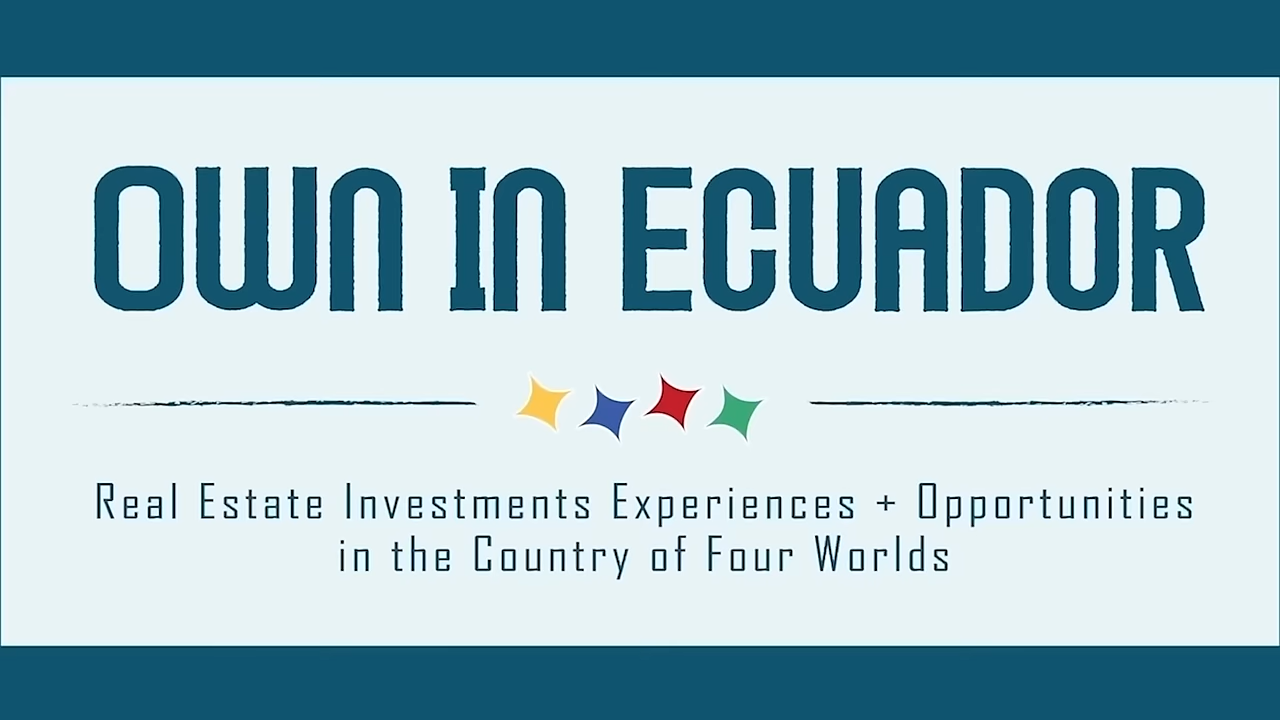 OWN IN ECUADOR
Real Estate Investments Experiences + Opportunities
in the Country of Four Worlds